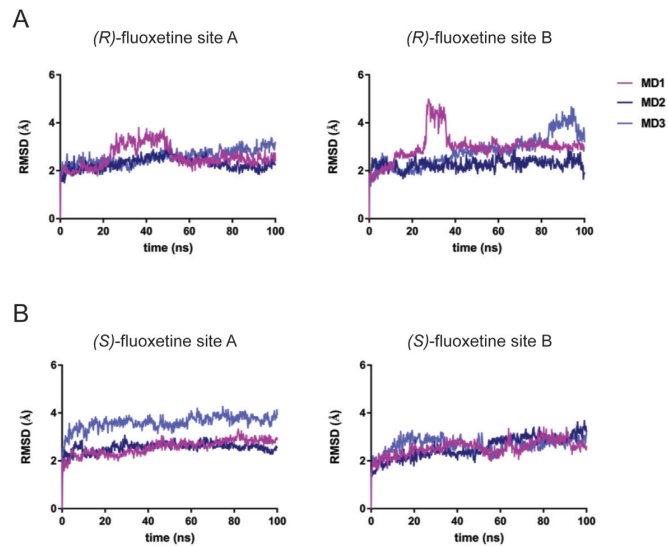 A
(R)-fluoxetine site A
(R)-fluoxetine site B
6
4
2
0
RMSD (Å)
0 20 40 60 80 100
time (ns)
6
4
2
0
RMSD (Å)
0 20 40 60 80 100
time (ns)
MD1
MD2
MD3
B
(S)-fluoxetine site A
(S)-fluoxetine site B
6
4
2
0
RMSD (Å)
0 20 40 60 80 100
time (ns)
6
4
2
0
RMSD (Å)
0 20 40 60 80 100
time (ns)